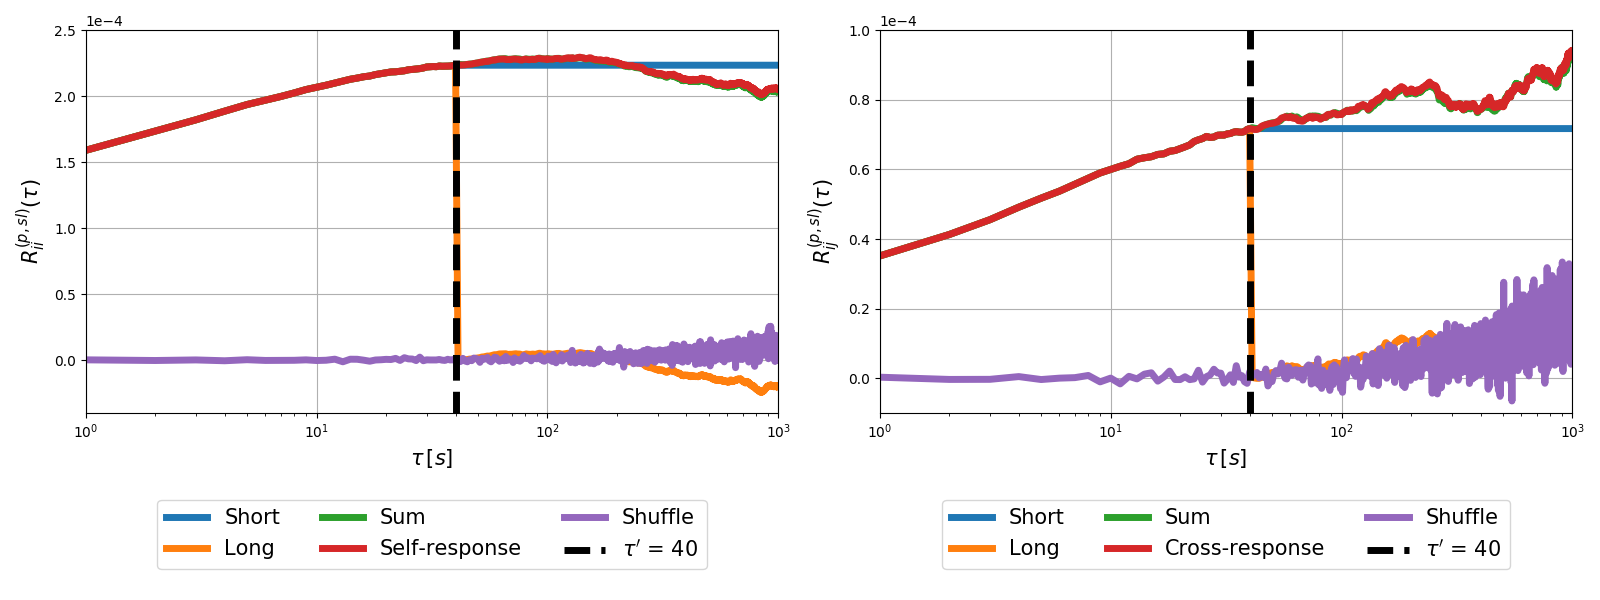 1e−4
2.5
2.0
1.5
1.0
0.5
0.0
R_{ii}^{(p,sl)}(τ)
10^0 10^1 10^2 10^3
τ [s]
Short Sum Shuffle
Long Self-response τ′ = 40
1e−4
1.0
0.8
0.6
0.4
0.2
0.0
R_{ij}^{(p,sl)}(τ)
10^0 10^1 10^2 10^3
τ [s]
Short Sum Shuffle
Long Cross-response τ′ = 40